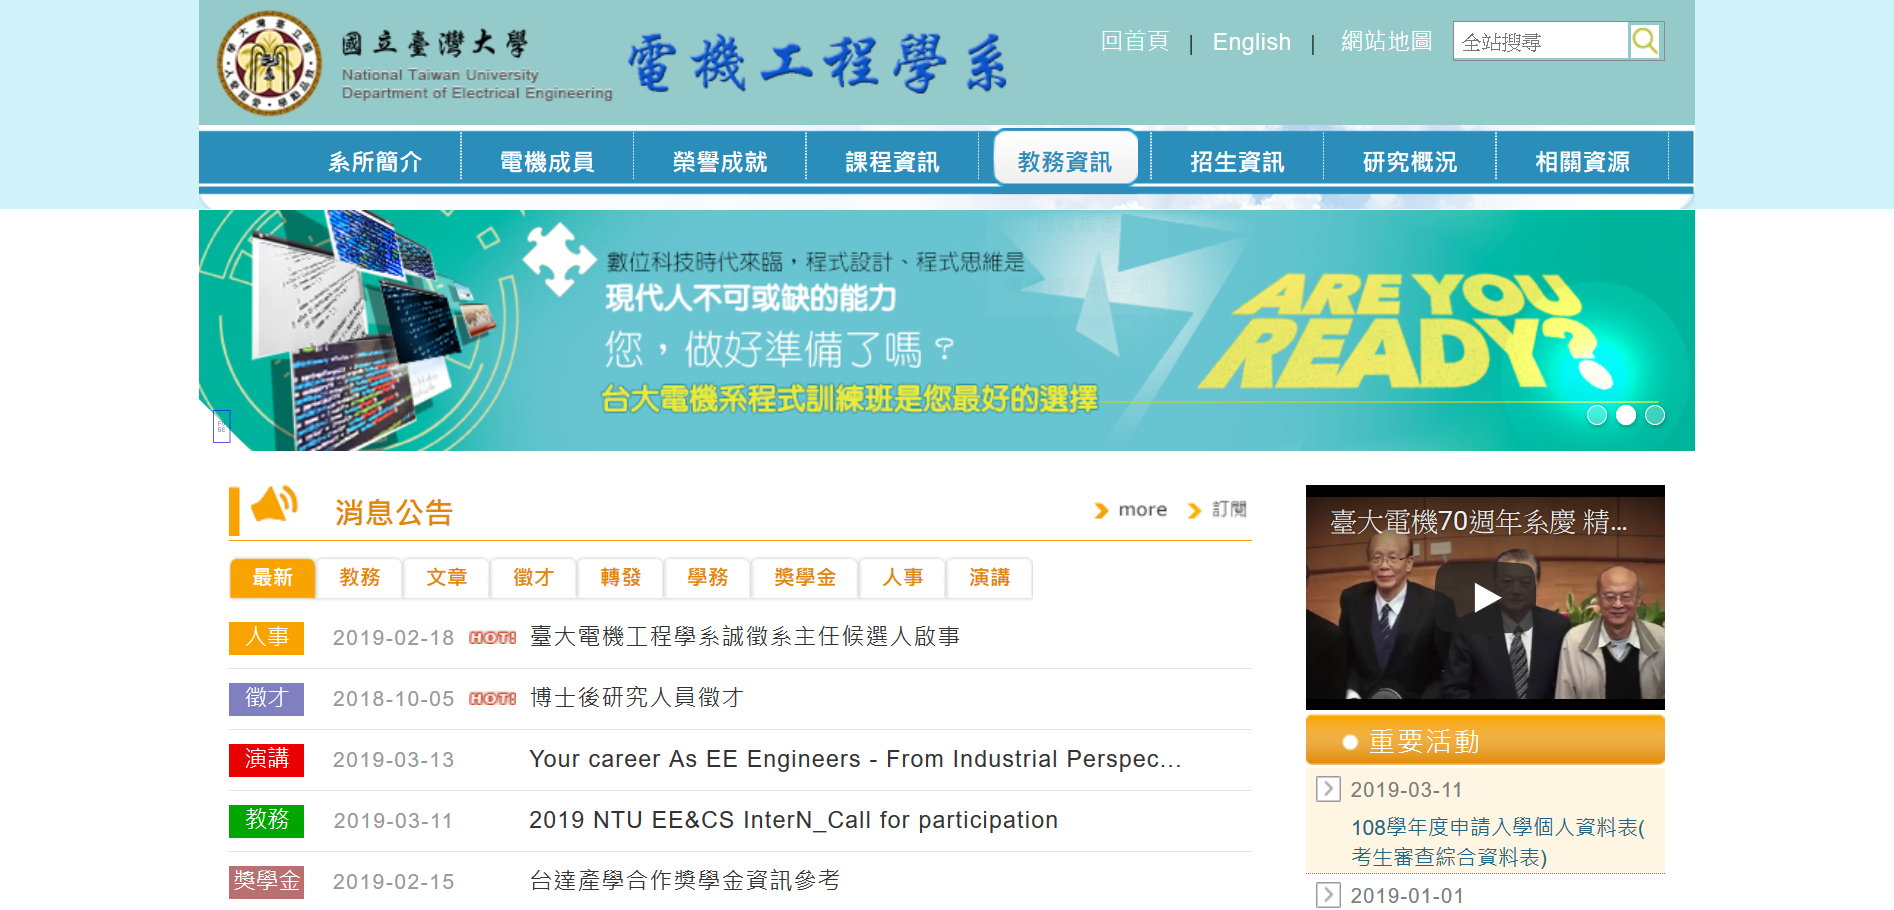 國立臺灣大學
National Taiwan University
Department of Electrical Engineering
電機工程學系
回首頁 | English | 網站地圖
全站搜尋
系所簡介 電機成員 榮譽成就 課程資訊 教務資訊 招生資訊 研究概況 相關資源
數位科技時代來臨，程式設計、程式思維是
現代人不可或缺的能力
您，做好準備了嗎？
台大電機系程式訓練班是您最好的選擇
ARE YOU
READY?
消息公告
more 訂閱
最新 教務 文章 徵才 轉發 學務 獎學金 人事 演講
人事 2019-02-18 HOT! 臺大電機工程學系誠徵系主任候選人啟事
徵才 2018-10-05 HOT! 博士後研究人員徵才
演講 2019-03-13 Your career As EE Engineers - From Industrial Perspec...
教務 2019-03-11 2019 NTU EE&CS InterN_Call for participation
獎學金 2019-02-15 台達產學合作獎學金資訊參考
臺大電機70週年系慶 精...
重要活動
2019-03-11
108學年度申請入學個人資料表(
考生審查綜合資料表)
2019-01-01